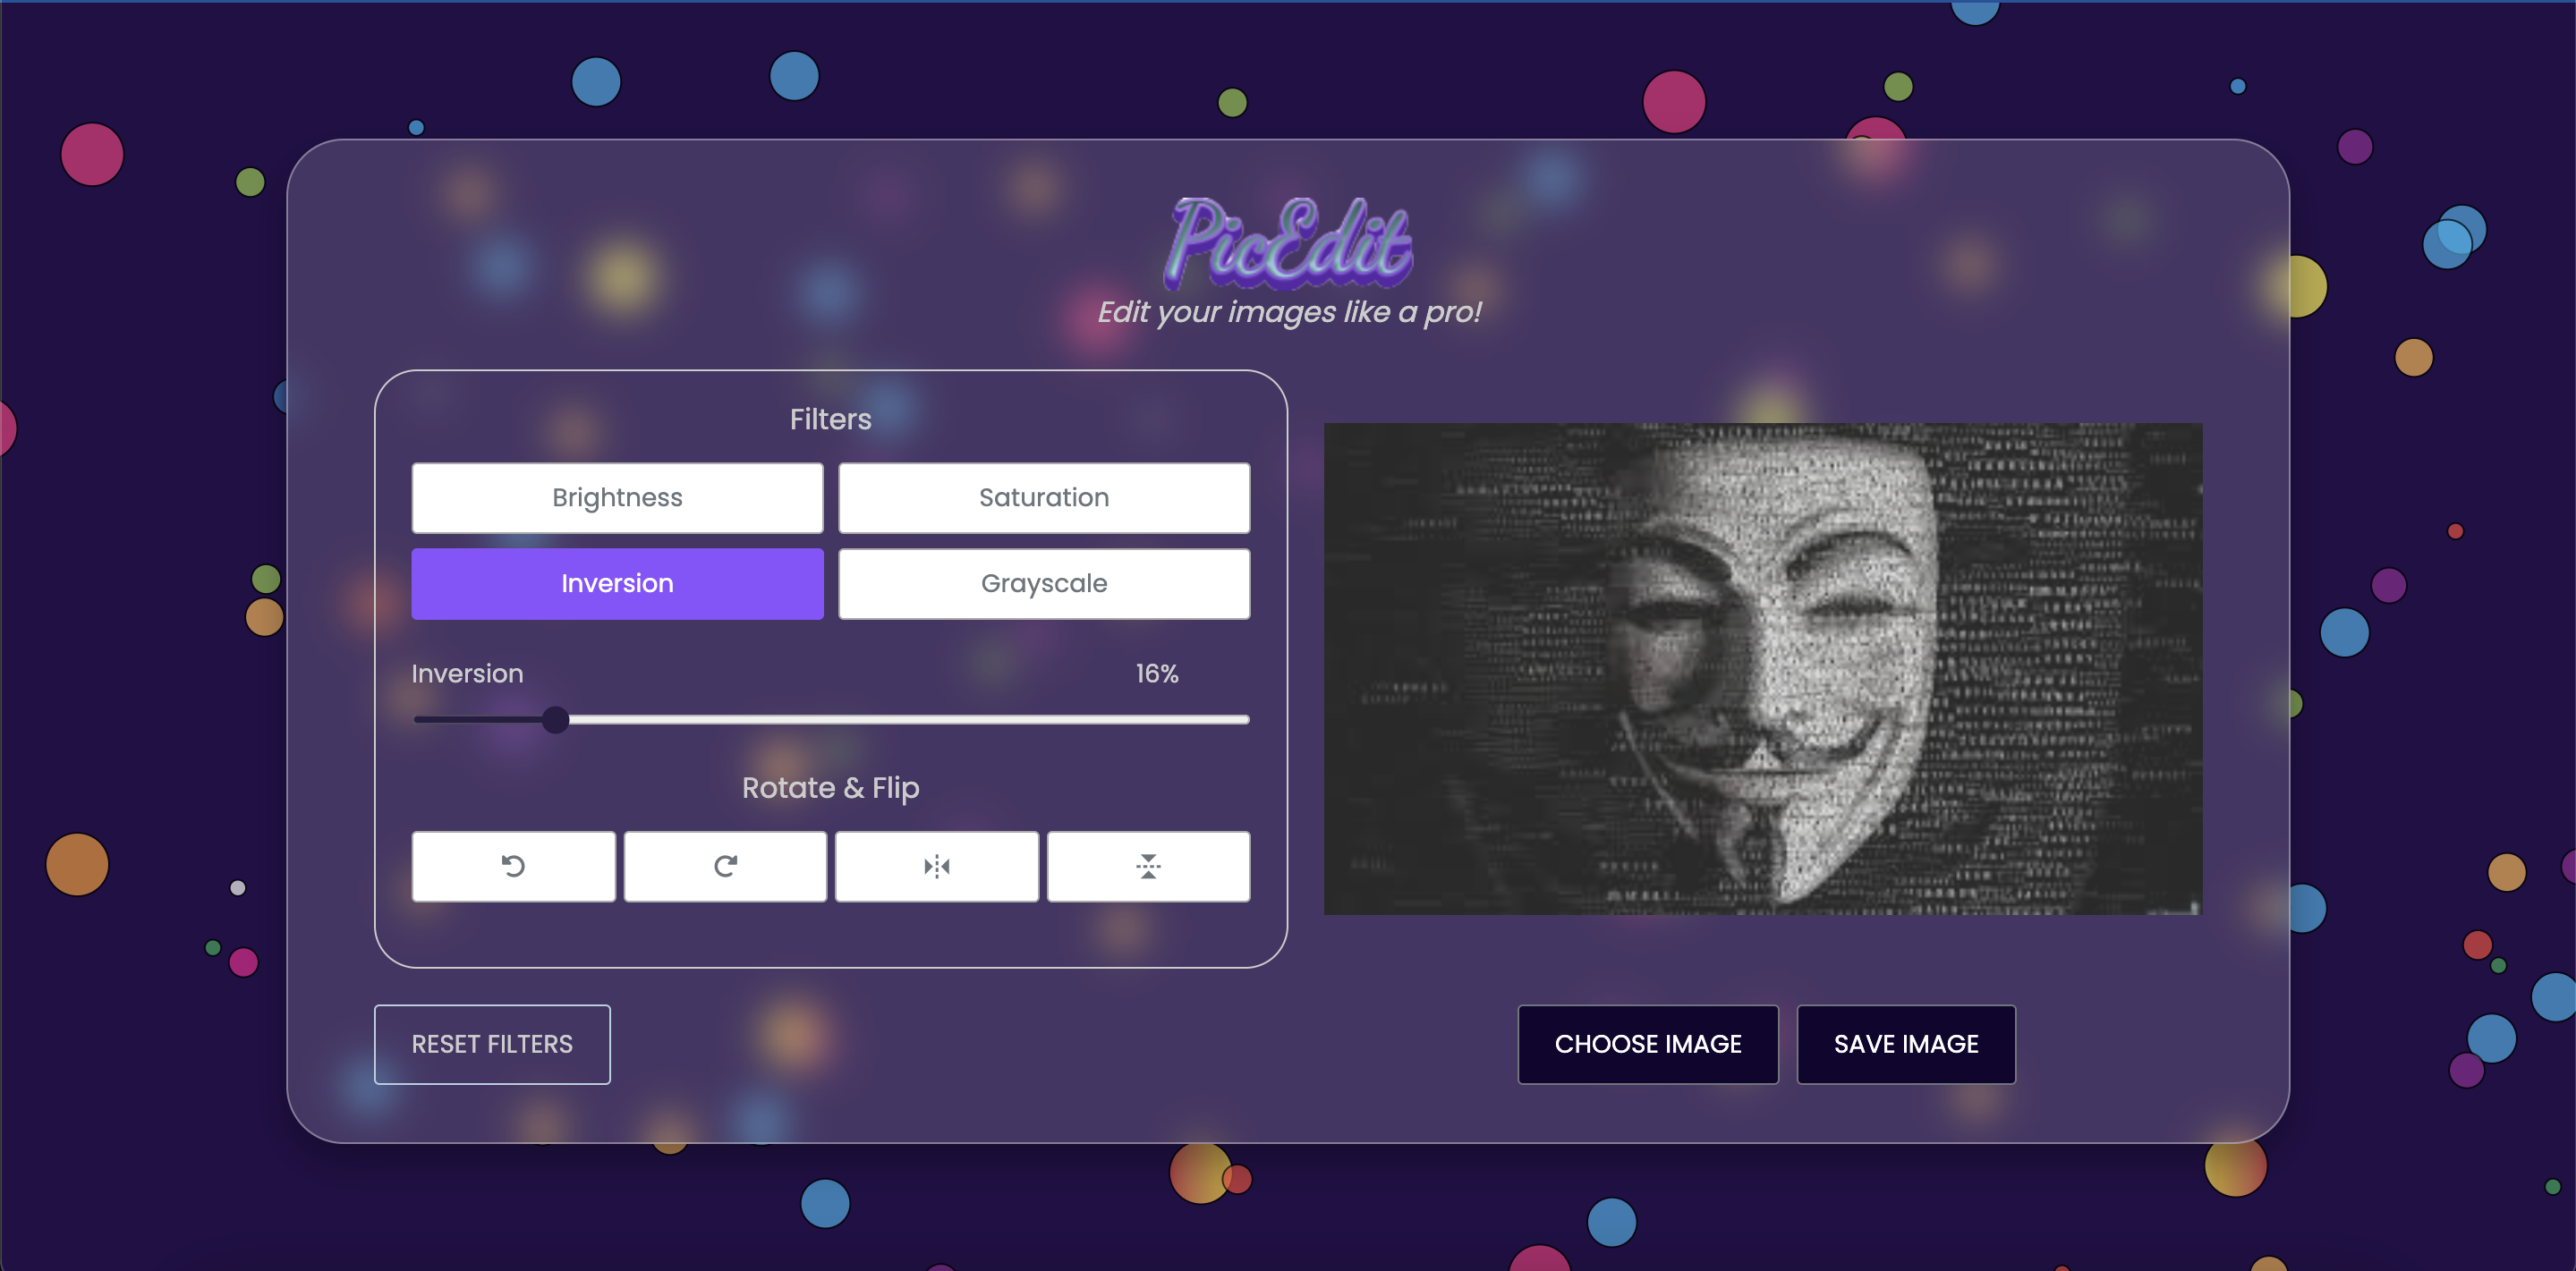 PicEdit
Edit your images like a pro!
Filters
Brightness
Saturation
Inversion
Grayscale
Inversion 16%
Rotate & Flip
RESET FILTERS
CHOOSE IMAGE
SAVE IMAGE